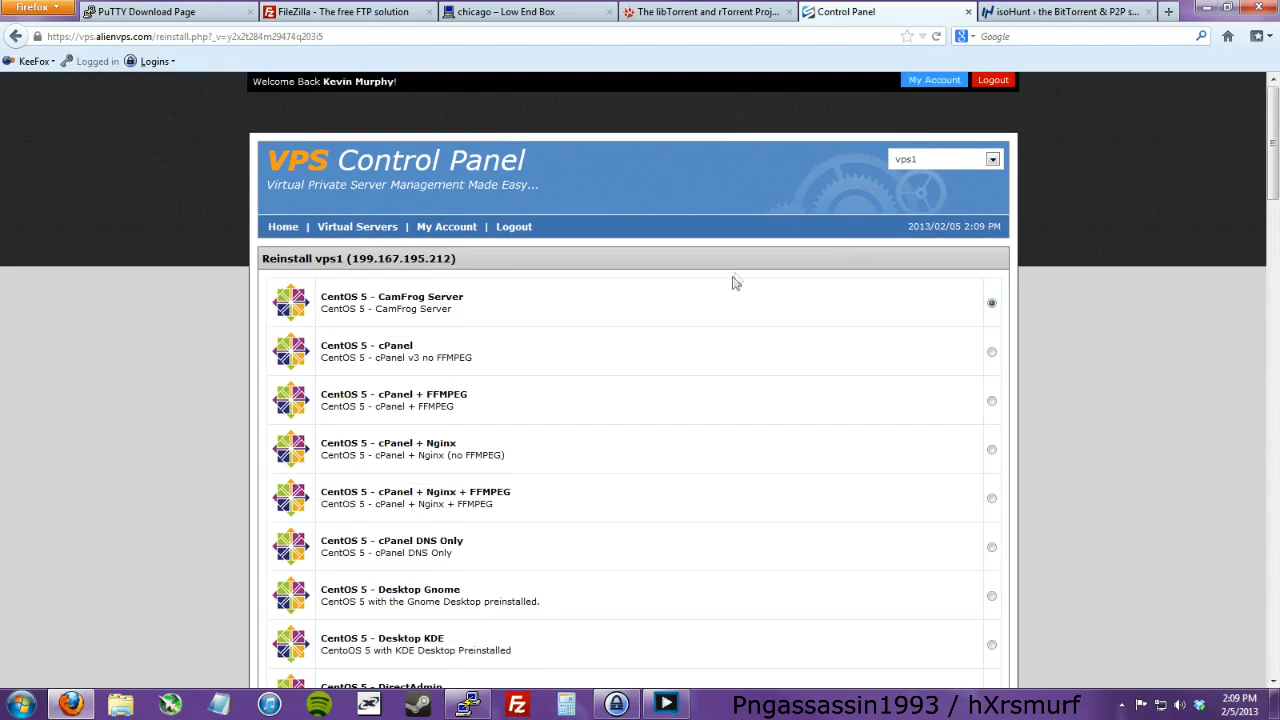 Firefox
PuTTY Download Page
FileZilla - The free FTP solution
chicago – Low End Box
The libTorrent and rTorrent Proj...
Control Panel
isoHunt › the BitTorrent & P2P s...
https://vps.alienvps.com/reinstall.php?_v=y2x2t284m29474q203i5
Google
KeeFox
Logged in
Logins
Welcome Back Kevin Murphy!
My Account
Logout
VPS Control Panel
vps1
Virtual Private Server Management Made Easy...
Home | Virtual Servers | My Account | Logout
2013/02/05 2:09 PM
Reinstall vps1 (199.167.195.212)
CentOS 5 - CamFrog Server
CentOS 5 - CamFrog Server
CentOS 5 - cPanel
CentOS 5 - cPanel v3 no FFMPEG
CentOS 5 - cPanel + FFMPEG
CentOS 5 - cPanel + FFMPEG
CentOS 5 - cPanel + Nginx
CentOS 5 - cPanel + Nginx (no FFMPEG)
CentOS 5 - cPanel + Nginx + FFMPEG
CentOS 5 - cPanel + Nginx + FFMPEG
CentOS 5 - cPanel DNS Only
CentOS 5 - cPanel DNS Only
CentOS 5 - Desktop Gnome
CentOS 5 with the Gnome Desktop preinstalled.
CentOS 5 - Desktop KDE
CentoOS 5 with KDE Desktop Preinstalled
CentOS 5 - DirectAdmin
Pngassassin1993 / hXrsmurf
2:09 PM
2/5/2013